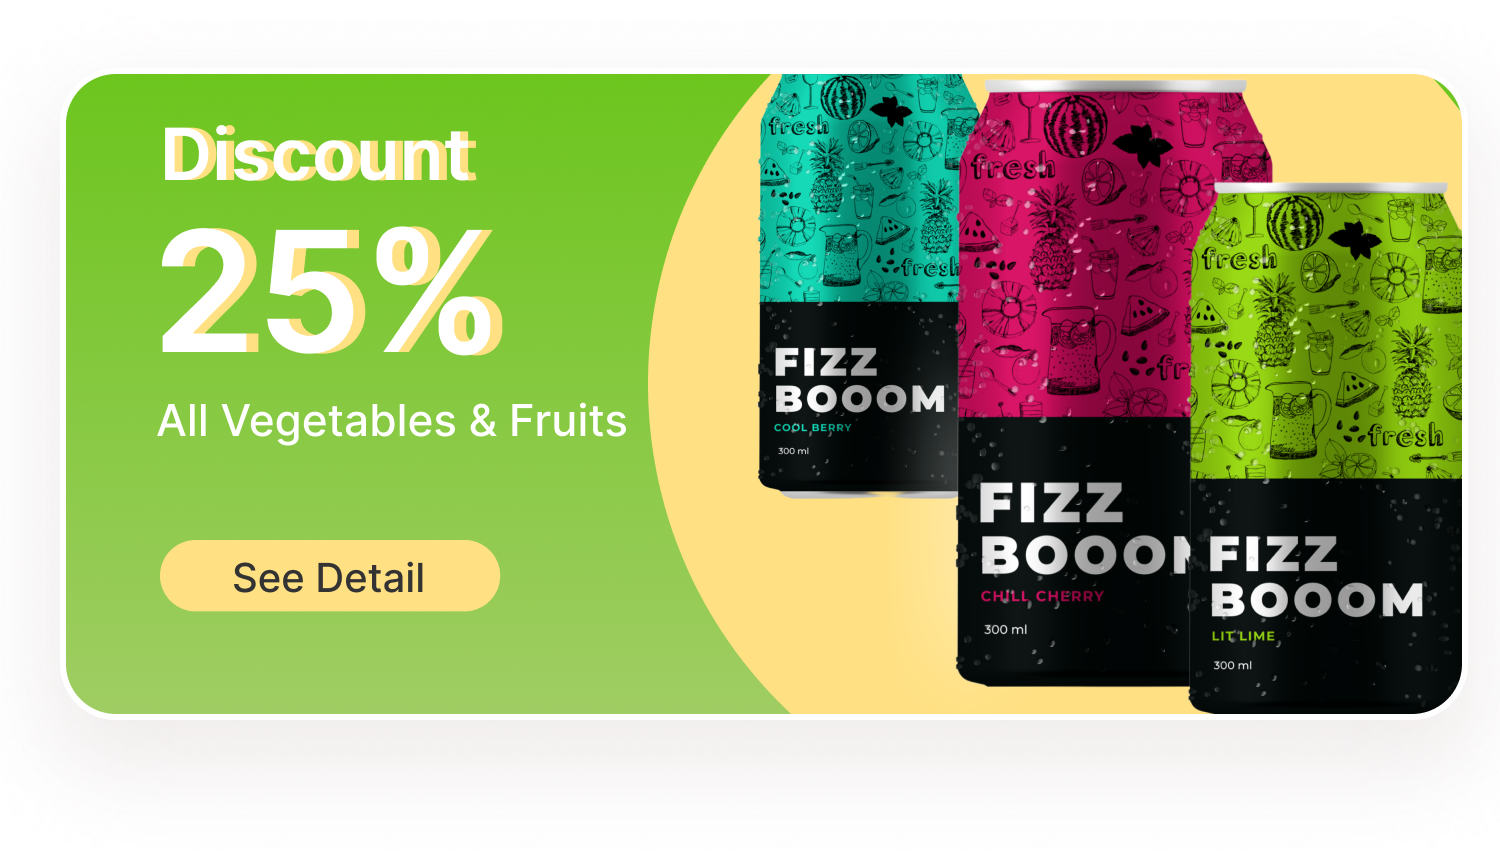 Discount
25%
All Vegetables & Fruits
See Detail
fresh
fresh
FIZZ
BOOOM
COOL BERRY
300 ml
fresh
FIZZ
CHILL CHERRY
300 ml
fresh
fresh
FIZZ
BOOOM
LIT LIME
300 ml